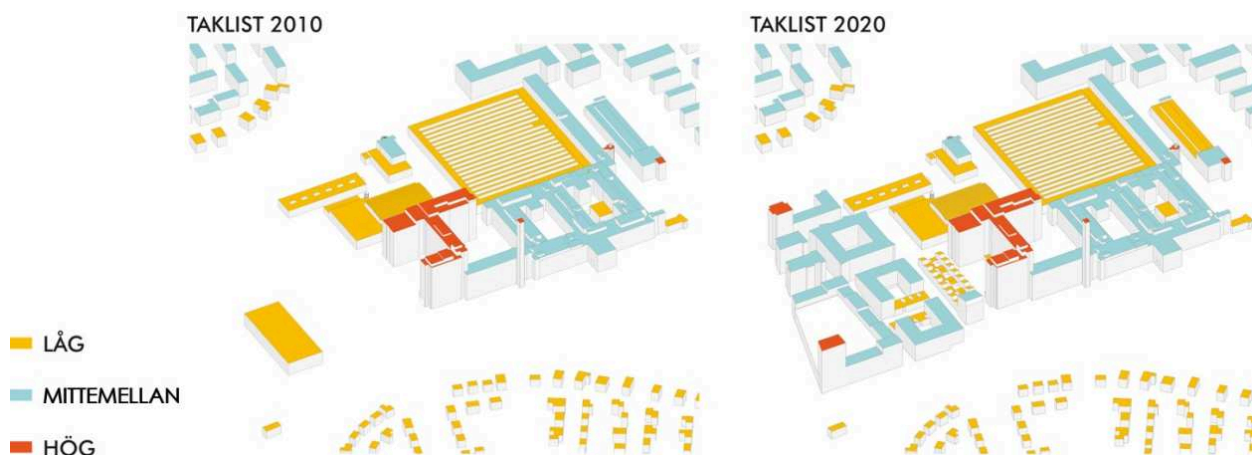 TAKLIST 2010
TAKLIST 2020
LÅG
MITTEMELLAN
HÖG